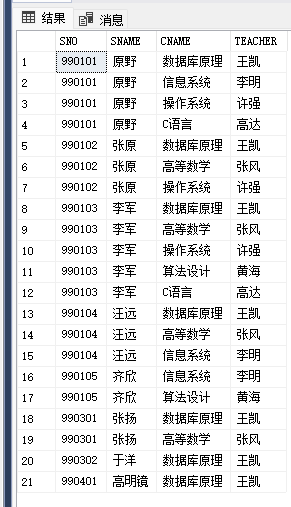 结果 消息
SNO SNAME CNAME TEACHER
1 990101 原野 数据库原理 王凯
2 990101 原野 信息系统 李明
3 990101 原野 操作系统 许强
4 990101 原野 C语言 高达
5 990102 张原 数据库原理 王凯
6 990102 张原 高等数学 张风
7 990102 张原 操作系统 许强
8 990103 李军 数据库原理 王凯
9 990103 李军 高等数学 张风
10 990103 李军 操作系统 许强
11 990103 李军 算法设计 黄海
12 990103 李军 C语言 高达
13 990104 汪远 数据库原理 王凯
14 990104 汪远 高等数学 张风
15 990104 汪远 信息系统 李明
16 990105 齐欣 信息系统 李明
17 990105 齐欣 算法设计 黄海
18 990301 张扬 数据库原理 王凯
19 990301 张扬 高等数学 张风
20 990302 于洋 数据库原理 王凯
21 990401 高明镜 数据库原理 王凯